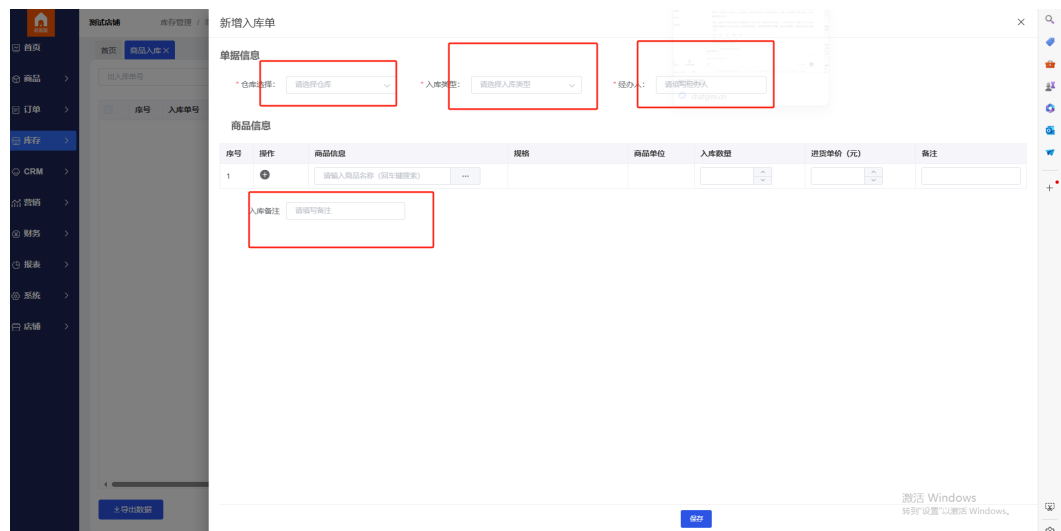 测试店铺
库存管理 /
新增入库单
首页
商品
订单
库存
CRM
营销
财务
报表
系统
店铺
首页
商品入库
序号
入库单号
导出数据
单据信息
* 仓库选择： 请选择仓库
* 入库类型： 请选择入库类型
* 经办人： 请填写经办人
商品信息
序号 操作 商品信息 规格 商品单位 入库数量 进货单价（元） 备注
1 请输入商品名称（回车键搜索） ...
入库备注 请填写备注
保存
激活 Windows
转到"设置"以激活 Windows。